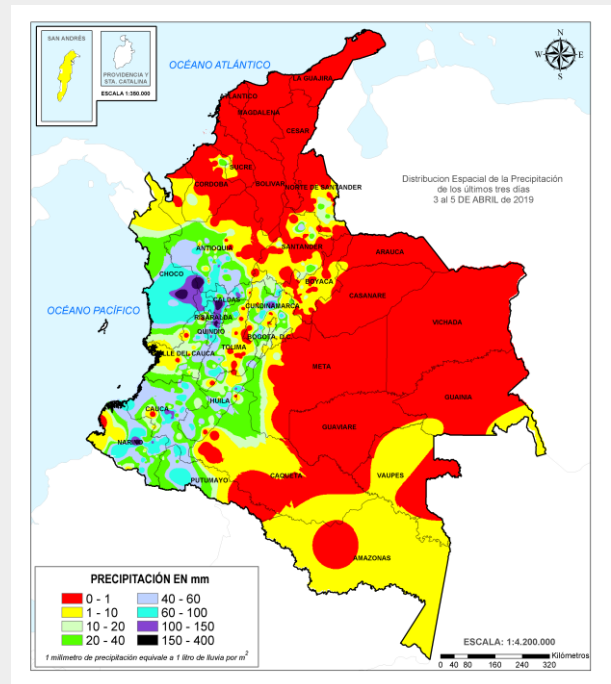 SAN ANDRÉS
PROVIDENCIA Y
STA. CATALINA
ESCALA 1:350.000
OCÉANO ATLÁNTICO
N
W
E
S
LA GUAJIRA
ATLANTICO
MAGDALENA
CESAR
SUCRE
CORDOBA
BOLIVAR
NORTE DE SANTANDER
Distribucion Espacial de la Precipitación
de los últimos tres días
3 al 5 DE ABRIL de 2019
ANTIOQUIA
SANTANDER
ARAUCA
CHOCO
BOYACA
CASANARE
OCÉANO PACÍFICO
CALDAS
CUNDINAMARCA
RISARALDA
VICHADA
QUINDIO
BOGOTA, D.C.
TOLIMA
VALLE DEL CAUCA
META
GUAINIA
HUILA
CAUCA
GUAVIARE
NARIÑO
PUTUMAYO
CAQUETA
VAUPES
AMAZONAS
PRECIPITACIÓN EN mm
0 - 1
40 - 60
1 - 10
60 - 100
10 - 20
100 - 150
20 - 40
150 - 400
1 milímetro de precipitación equivale a 1 litro de lluvia por m²
ESCALA: 1:4.200.000
Kilómetros
0 40 80 160 240 320